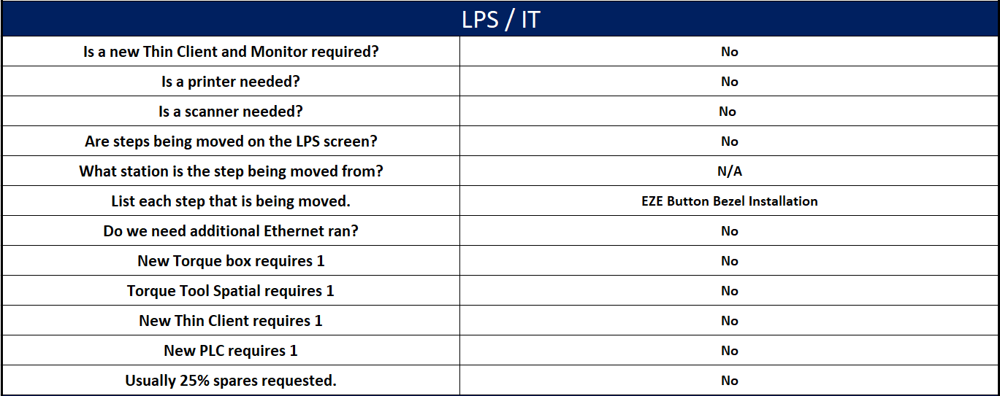 LPS / IT
Is a new Thin Client and Monitor required? No
Is a printer needed? No
Is a scanner needed? No
Are steps being moved on the LPS screen? No
What station is the step being moved from? N/A
List each step that is being moved. EZE Button Bezel Installation
Do we need additional Ethernet ran? No
New Torque box requires 1 No
Torque Tool Spatial requires 1 No
New Thin Client requires 1 No
New PLC requires 1 No
Usually 25% spares requested. No